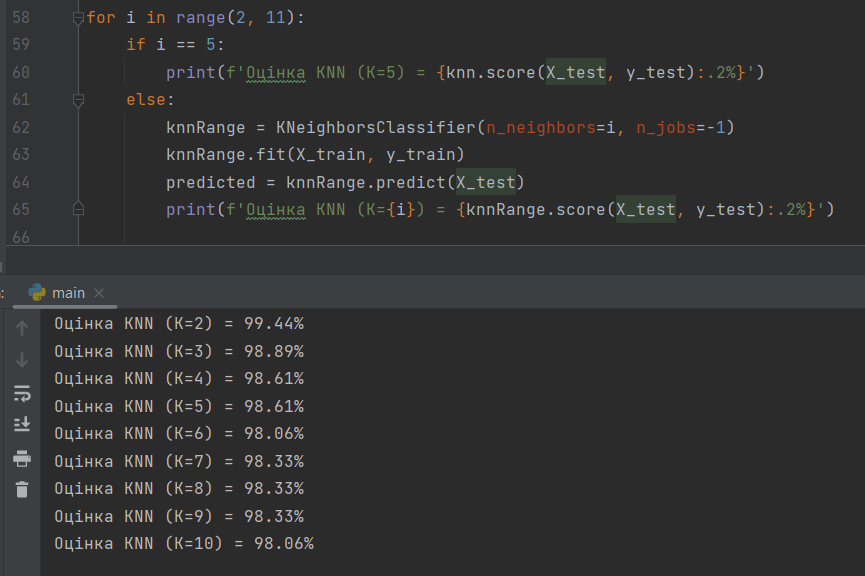 58 for i in range(2, 11):
59     if i == 5:
60         print(f'Оцінка KNN (K=5) = {knn.score(X_test, y_test):.2%}')
61     else:
62         knnRange = KNeighborsClassifier(n_neighbors=i, n_jobs=-1)
63         knnRange.fit(X_train, y_train)
64         predicted = knnRange.predict(X_test)
65         print(f'Оцінка KNN (K={i}) = {knnRange.score(X_test, y_test):.2%}')
66
: main ×
Оцінка KNN (K=2) = 99.44%
Оцінка KNN (K=3) = 98.89%
Оцінка KNN (K=4) = 98.61%
Оцінка KNN (K=5) = 98.61%
Оцінка KNN (K=6) = 98.06%
Оцінка KNN (K=7) = 98.33%
Оцінка KNN (K=8) = 98.33%
Оцінка KNN (K=9) = 98.33%
Оцінка KNN (K=10) = 98.06%